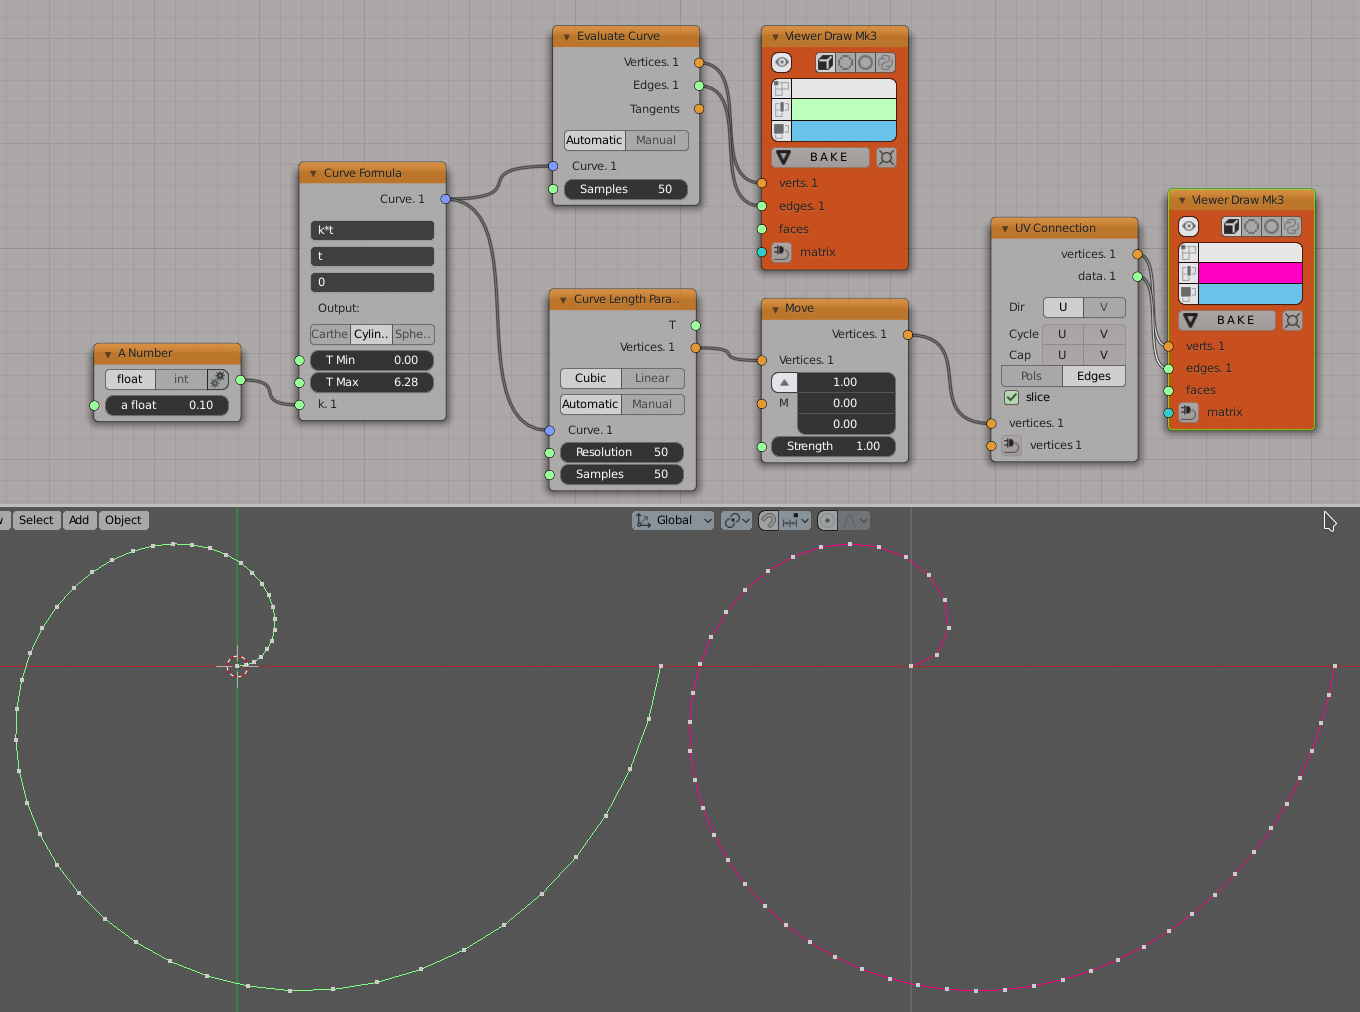 Evaluate Curve
Vertices. 1
Edges. 1
Tangents
Automatic Manual
Curve. 1
Samples 50
Viewer Draw Mk3
BAKE
verts. 1
edges. 1
faces
matrix
Curve Formula
Curve. 1
k*t
t
0
Output:
Carthe Cylin.. Sphe..
T Min 0.00
T Max 6.28
k. 1
A Number
float int
a float 0.10
Curve Length Para..
T
Vertices. 1
Cubic Linear
Automatic Manual
Curve. 1
Resolution 50
Samples 50
Move
Vertices. 1
Vertices. 1
1.00
M 0.00
0.00
Strength 1.00
UV Connection
vertices. 1
data. 1
Dir U V
Cycle U V
Cap U V
Pols Edges
slice
vertices. 1
vertices 1
Viewer Draw Mk3
BAKE
verts. 1
edges. 1
faces
matrix
Select Add Object
Global